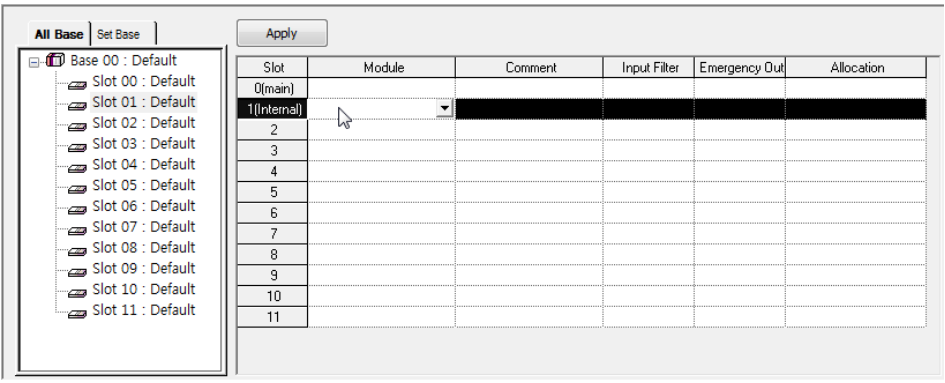 All Base Set Base
Base 00 : Default
Slot 00 : Default
Slot 01 : Default
Slot 02 : Default
Slot 03 : Default
Slot 04 : Default
Slot 05 : Default
Slot 06 : Default
Slot 07 : Default
Slot 08 : Default
Slot 09 : Default
Slot 10 : Default
Slot 11 : Default
Apply
Slot Module Comment Input Filter Emergency Out Allocation
0(main)
1(Internal)
2
3
4
5
6
7
8
9
10
11